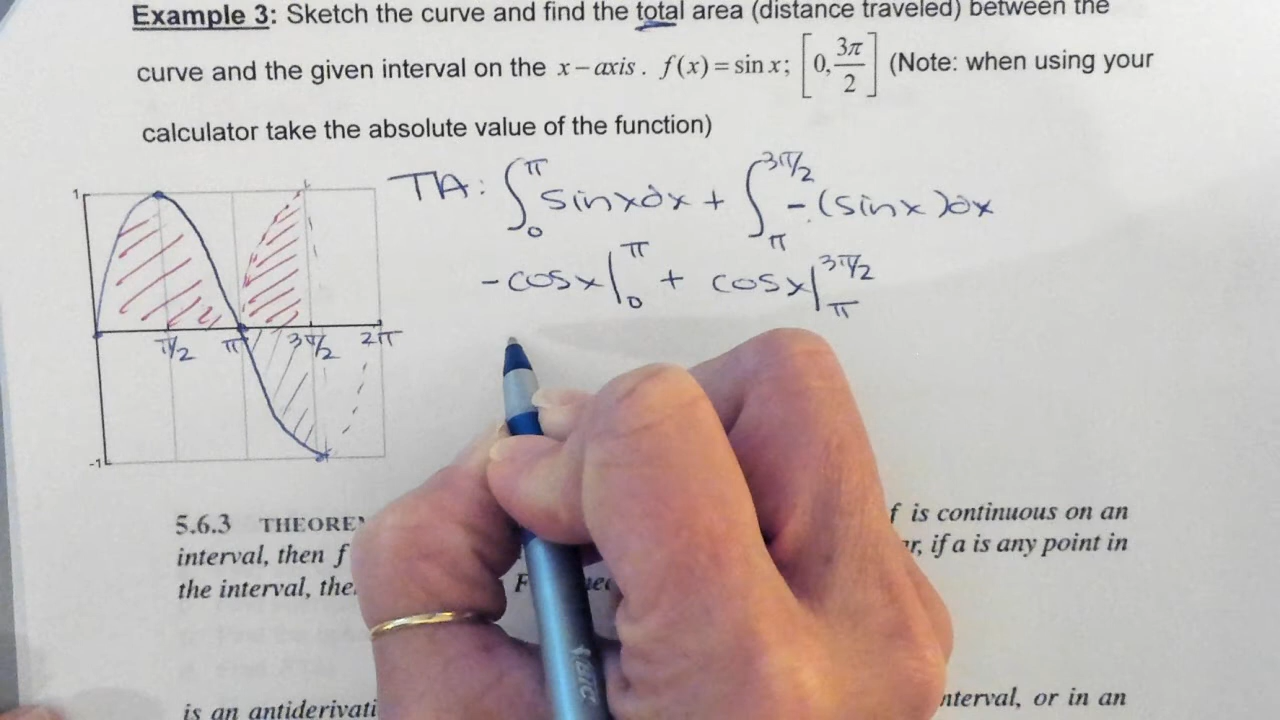 Example 3: Sketch the curve and find the total area (distance traveled) between the
curve and the given interval on the x-axis. f(x)=sin x; [0, 3π/2] (Note: when using your
calculator take the absolute value of the function)
TA: ∫₀^π sinx dx + ∫_π^{3π/2} -(sinx)dx
-cosx|₀^π + cosx|_π^{3π/2}
1
π/2 π 3π/2 2π
-1
5.6.3 THEOREM f is continuous on an
interval, then f if a is any point in
the interval, F
is an antiderivati nterval, or in an
BIC